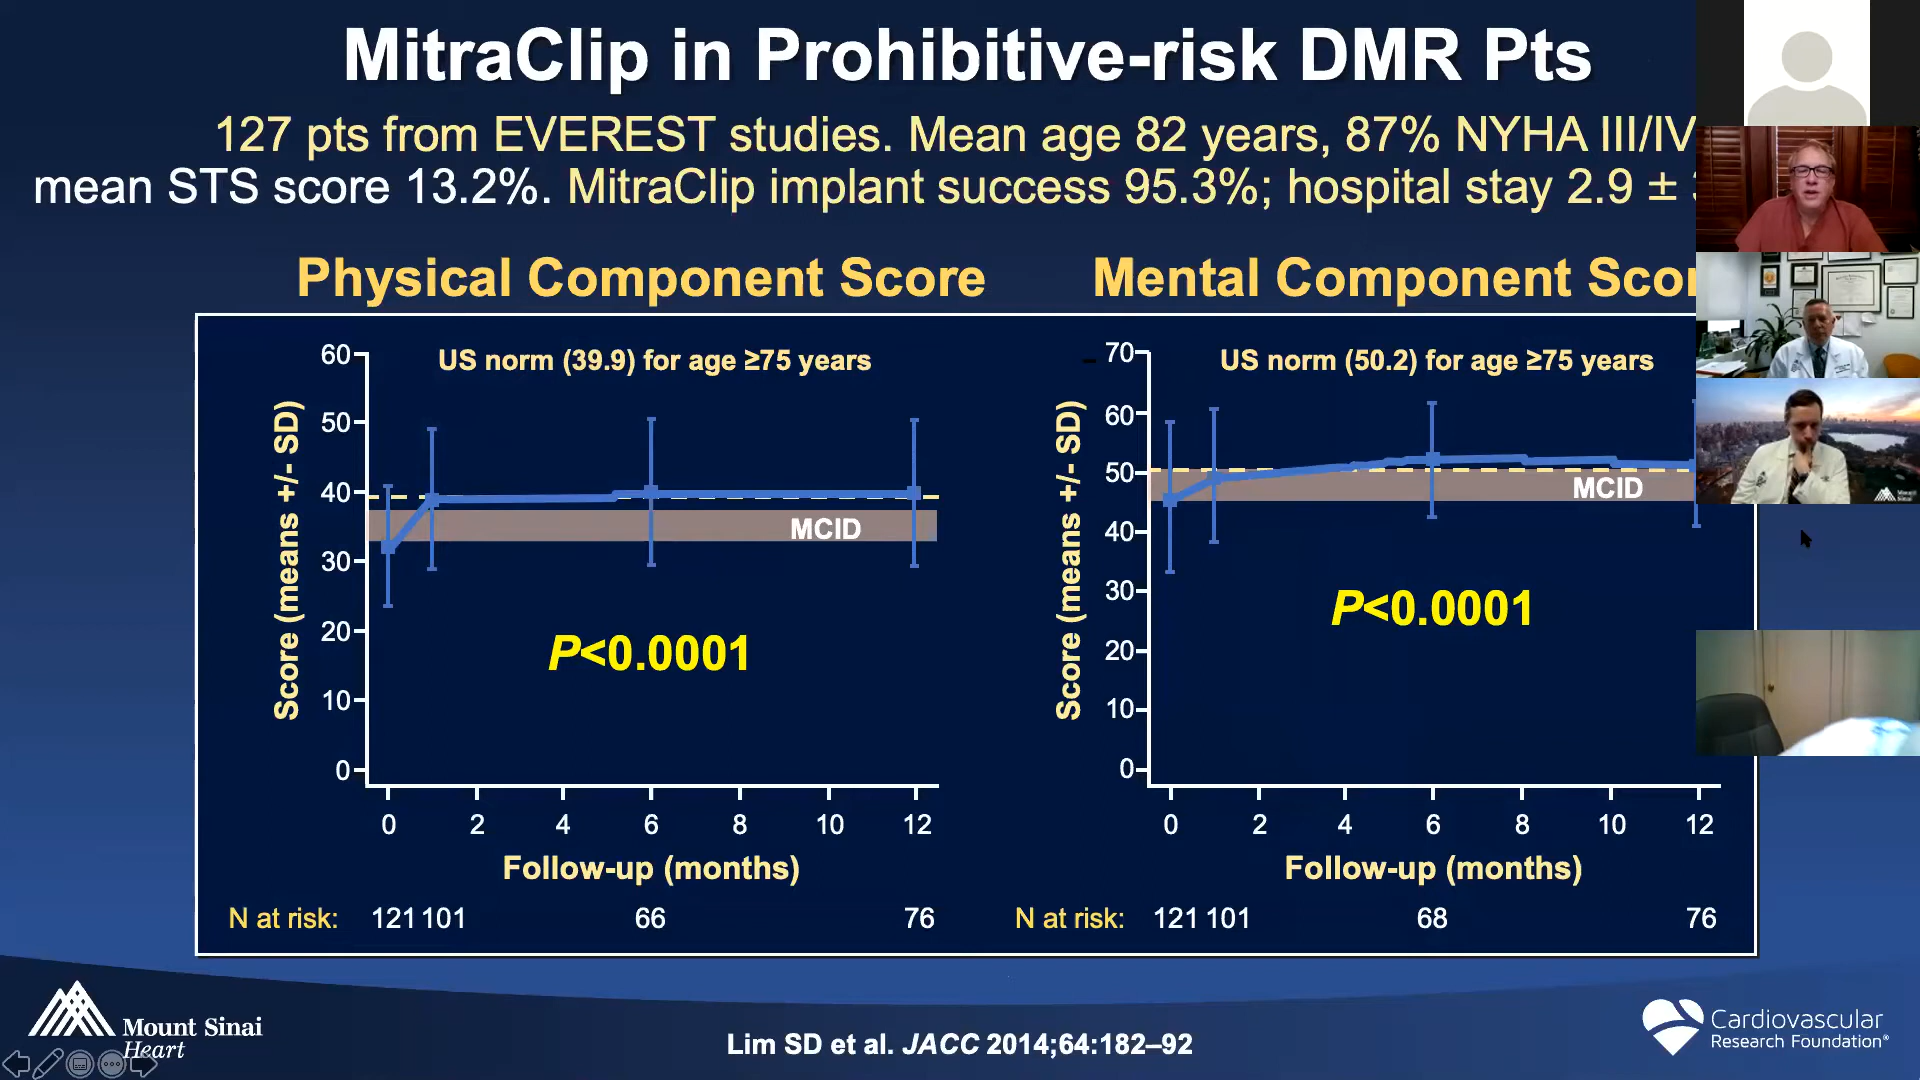 MitraClip in Prohibitive-risk DMR Pts
127 pts from EVEREST studies. Mean age 82 years, 87% NYHA III/IV
mean STS score 13.2%. MitraClip implant success 95.3%; hospital stay 2.9 ±
Physical Component Score
Mental Component Scor
US norm (39.9) for age ≥75 years
Score (means +/- SD)
60
50
40
30
20
10
0
MCID
P<0.0001
0 2 4 6 8 10 12
Follow-up (months)
N at risk: 121 101 66 76
US norm (50.2) for age ≥75 years
Score (means +/- SD)
70
60
50
40
30
20
10
0
MCID
P<0.0001
0 2 4 6 8 10 12
Follow-up (months)
N at risk: 121 101 68 76
Mount Sinai
Heart
Lim SD et al. JACC 2014;64:182–92
Cardiovascular
Research Foundation®
Mount
Sinai